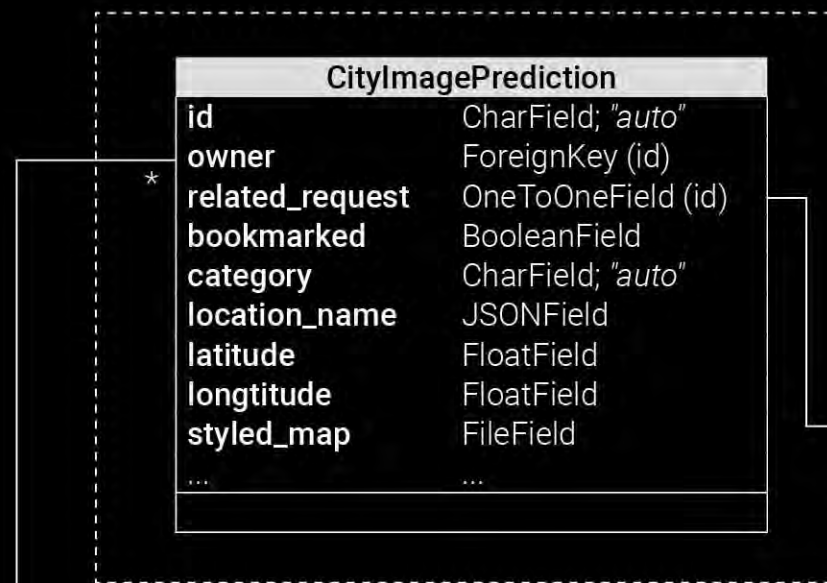 CityImagePrediction
id CharField; "auto"
owner ForeignKey (id)
*
related_request OneToOneField (id)
bookmarked BooleanField
category CharField; "auto"
location_name JSONField
latitude FloatField
longtitude FloatField
styled_map FileField
... ...